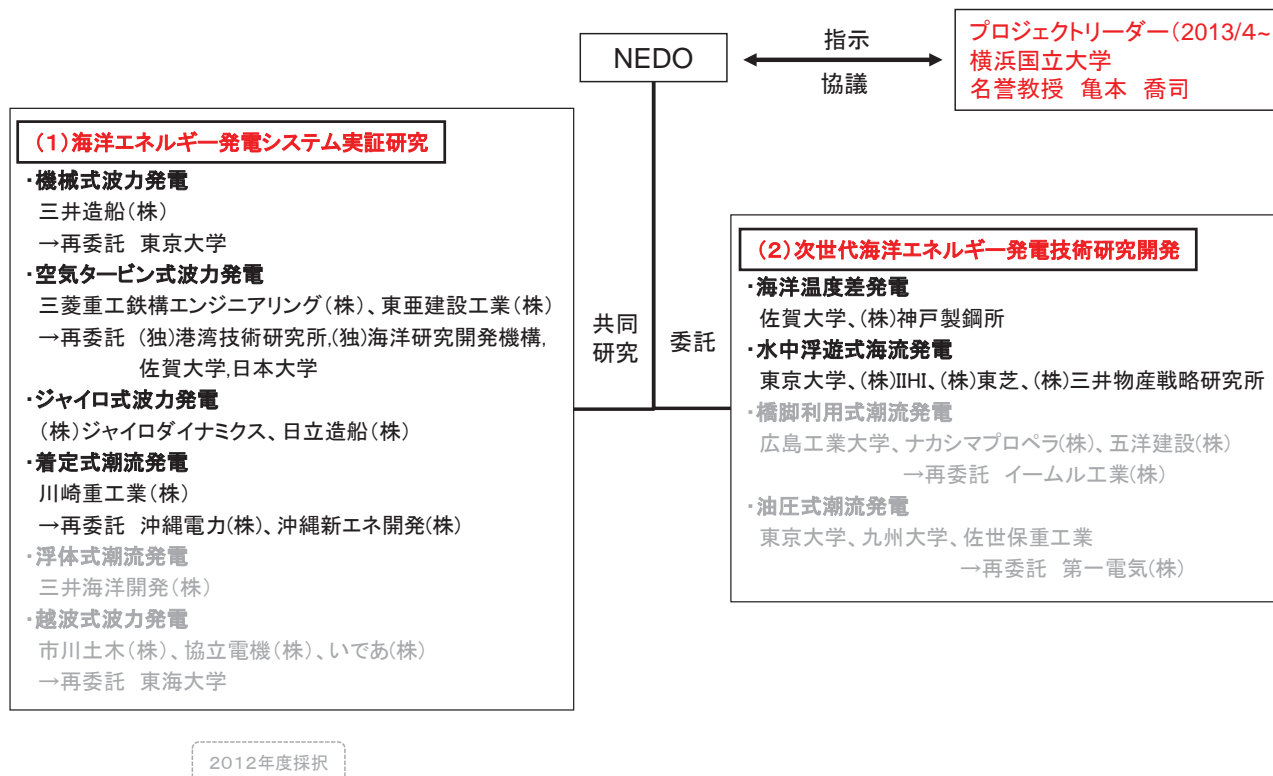 NEDO
指示
協議
プロジェクトリーダー(2013/4~
横浜国立大学
名誉教授 亀本 喬司
(1)海洋エネルギー発電システム実証研究
・機械式波力発電
三井造船(株)
→再委託 東京大学
・空気タービン式波力発電
三菱重工鉄構エンジニアリング(株)、東亜建設工業(株)
→再委託 (独)港湾技術研究所,(独)海洋研究開発機構,
佐賀大学,日本大学
・ジャイロ式波力発電
(株)ジャイロダイナミクス、日立造船(株)
・着定式潮流発電
川崎重工業(株)
→再委託 沖縄電力(株)、沖縄新エネ開発(株)
・浮体式潮流発電
三井海洋開発(株)
・越波式波力発電
市川土木(株)、協立電機(株)、いであ(株)
→再委託 東海大学
共同
研究
委託
(2)次世代海洋エネルギー発電技術研究開発
・海洋温度差発電
佐賀大学、(株)神戸製鋼所
・水中浮遊式海流発電
東京大学、(株)IIHI、(株)東芝、(株)三井物産戦略研究所
・橋脚利用式潮流発電
広島工業大学、ナカシマプロペラ(株)、五洋建設(株)
→再委託 イームル工業(株)
・油圧式潮流発電
東京大学、九州大学、佐世保重工業
→再委託 第一電気(株)
2012年度採択